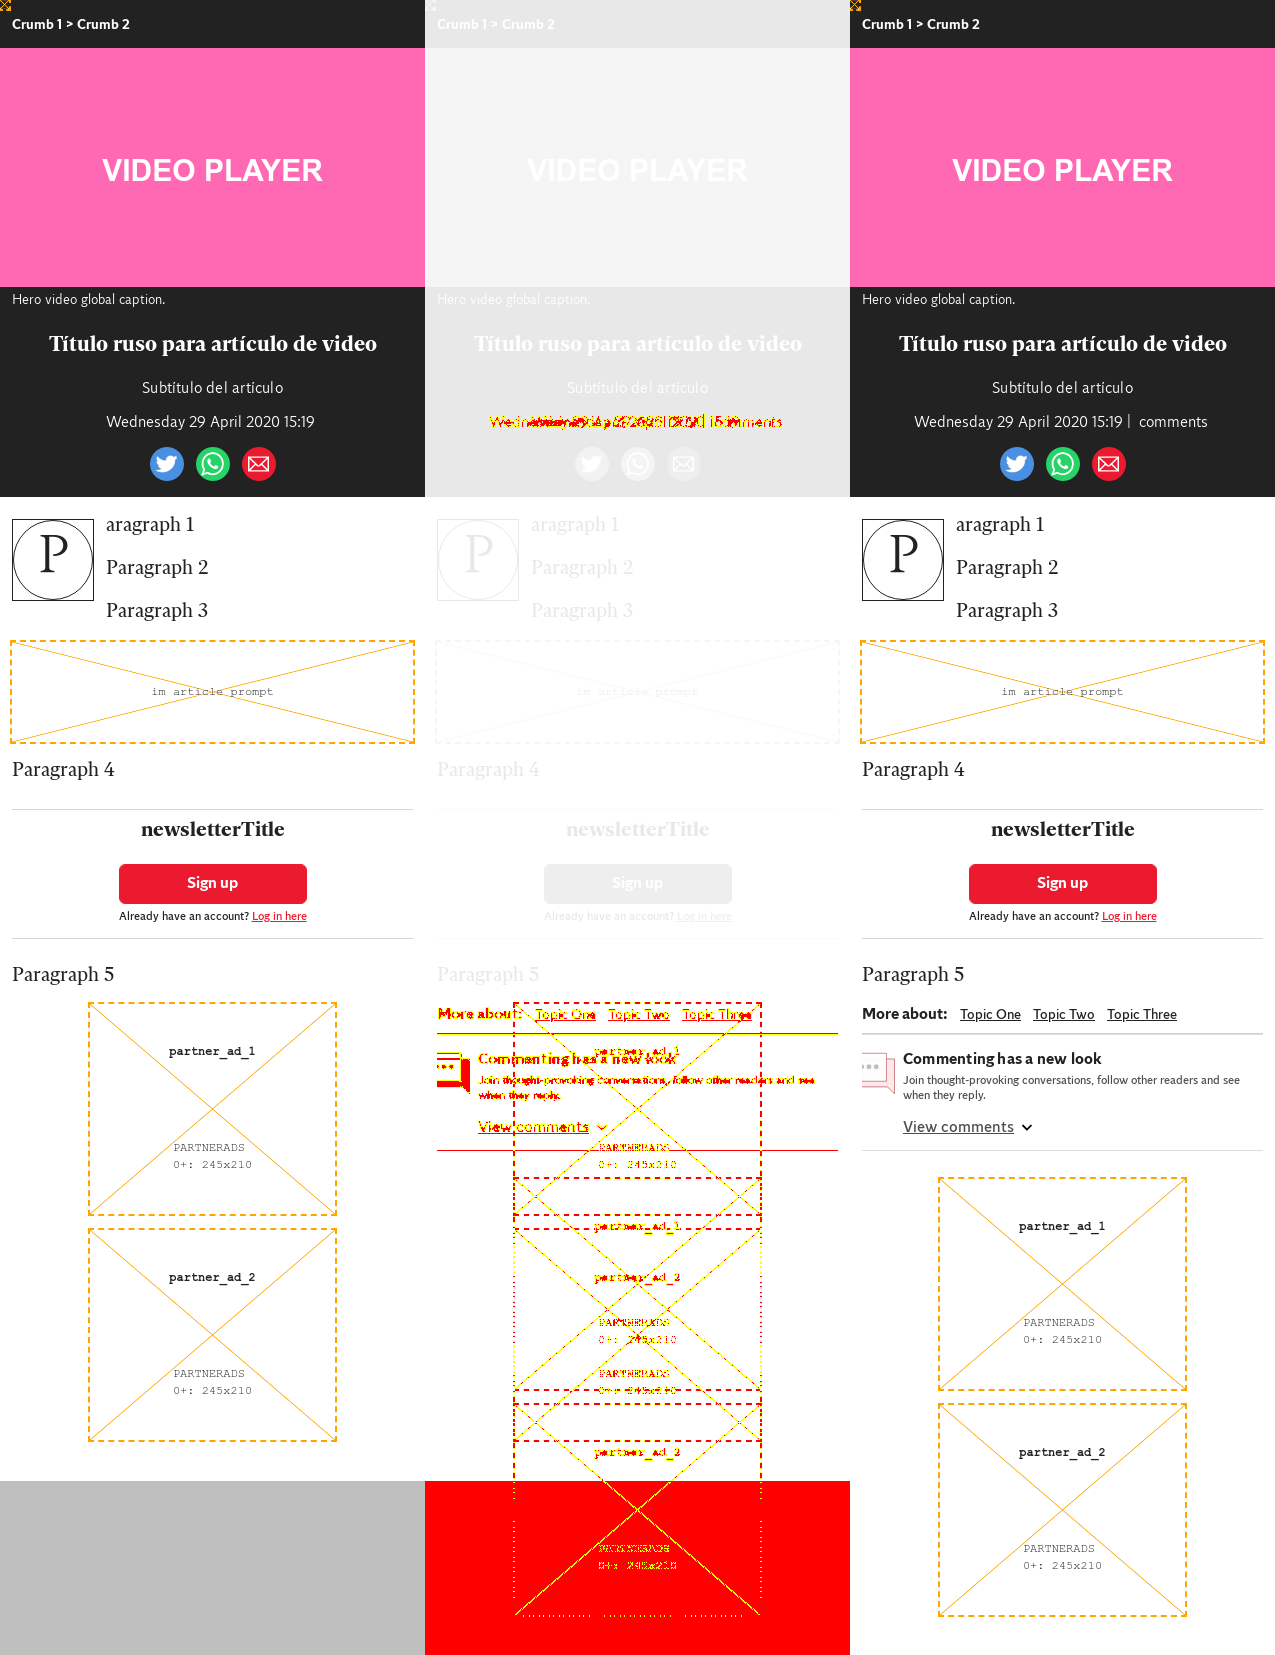 Crumb 1 > Crumb 2
VIDEO PLAYER
Hero video global caption.
Título ruso para artículo de video
Subtítulo del artículo
Wednesday 29 April 2020 15:19
P
aragraph 1
Paragraph 2
Paragraph 3
im article prompt
Paragraph 4
newsletterTitle
Sign up
Already have an account? Log in here
Paragraph 5
partner_ad_1
PARTNERADS
0+: 245x210
partner_ad_2
PARTNERADS
0+: 245x210
Crumb 1 > Crumb 2
VIDEO PLAYER
Hero video global caption.
Título ruso para artículo de video
Subtítulo del artículo
P
aragraph 1
Paragraph 2
Paragraph 3
im article prompt
Paragraph 4
newsletterTitle
Sign up
Already have an account? Log in here
Paragraph 5
More about: Topic One Topic Two Topic Three
partner_ad_1
Commenting has a new look
Join thought-provoking conversations, follow other readers and see
when they reply.
View comments
PARTNERADS
0+: 245x210
partner_ad_1
partner_ad_2
PARTNERADS
0+: 245x210
PARTNERADS
0+: 245x210
partner_ad_2
PARTNERADS
0+: 245x210
Crumb 1 > Crumb 2
VIDEO PLAYER
Hero video global caption.
Título ruso para artículo de video
Subtítulo del artículo
Wednesday 29 April 2020 15:19 | comments
P
aragraph 1
Paragraph 2
Paragraph 3
im article prompt
Paragraph 4
newsletterTitle
Sign up
Already have an account? Log in here
Paragraph 5
More about: Topic One Topic Two Topic Three
Commenting has a new look
Join thought-provoking conversations, follow other readers and see
when they reply.
View comments
partner_ad_1
PARTNERADS
0+: 245x210
partner_ad_2
PARTNERADS
0+: 245x210